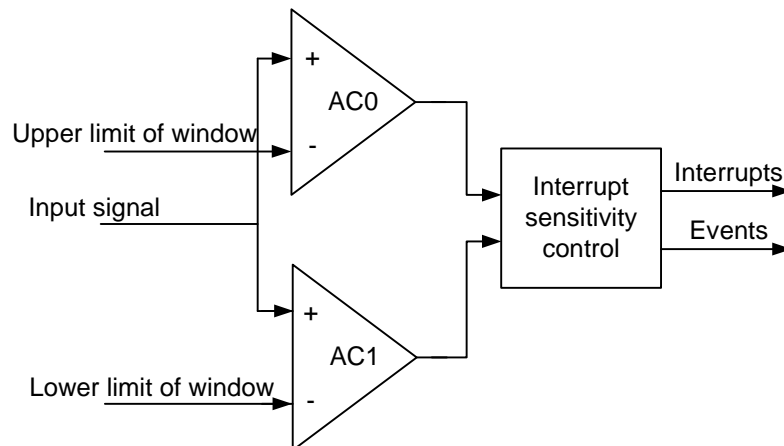 +
AC0
-
Upper limit of window
Input signal
Interrupt
sensitivity
control
Interrupts
Events
+
AC1
-
Lower limit of window